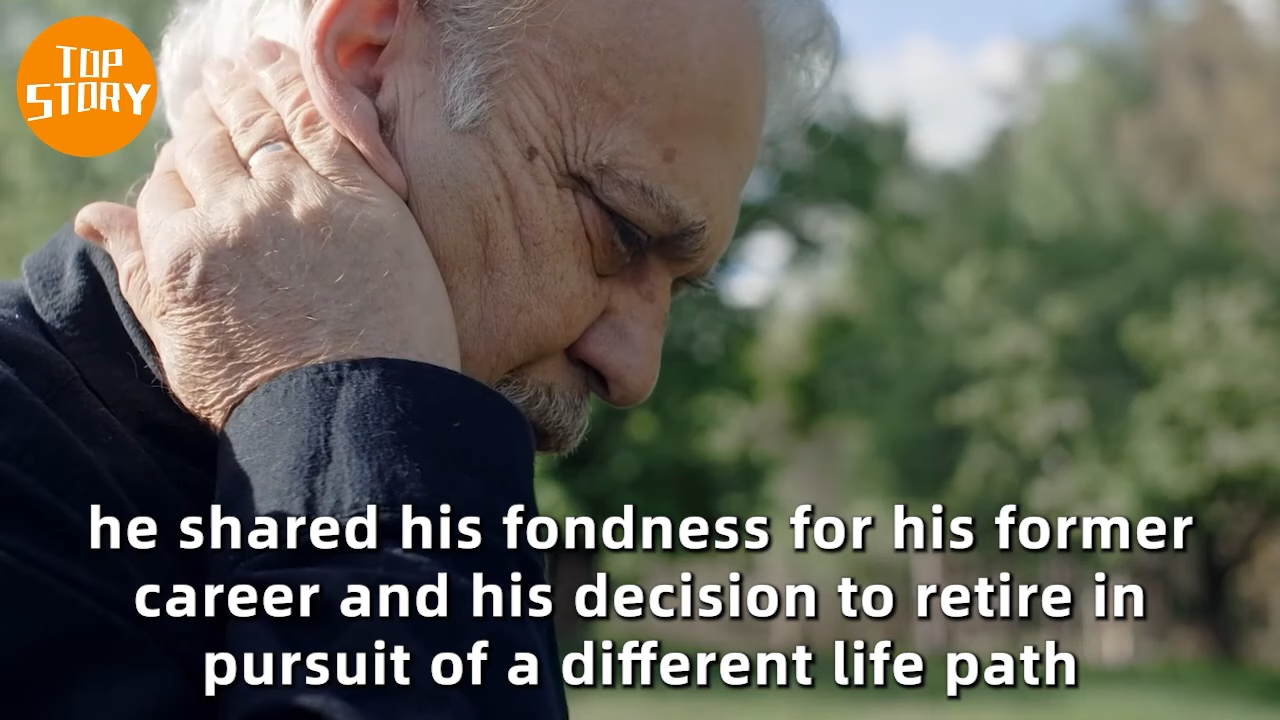 TOP
STORY
he shared his fondness for his former
career and his decision to retire in
pursuit of a different life path